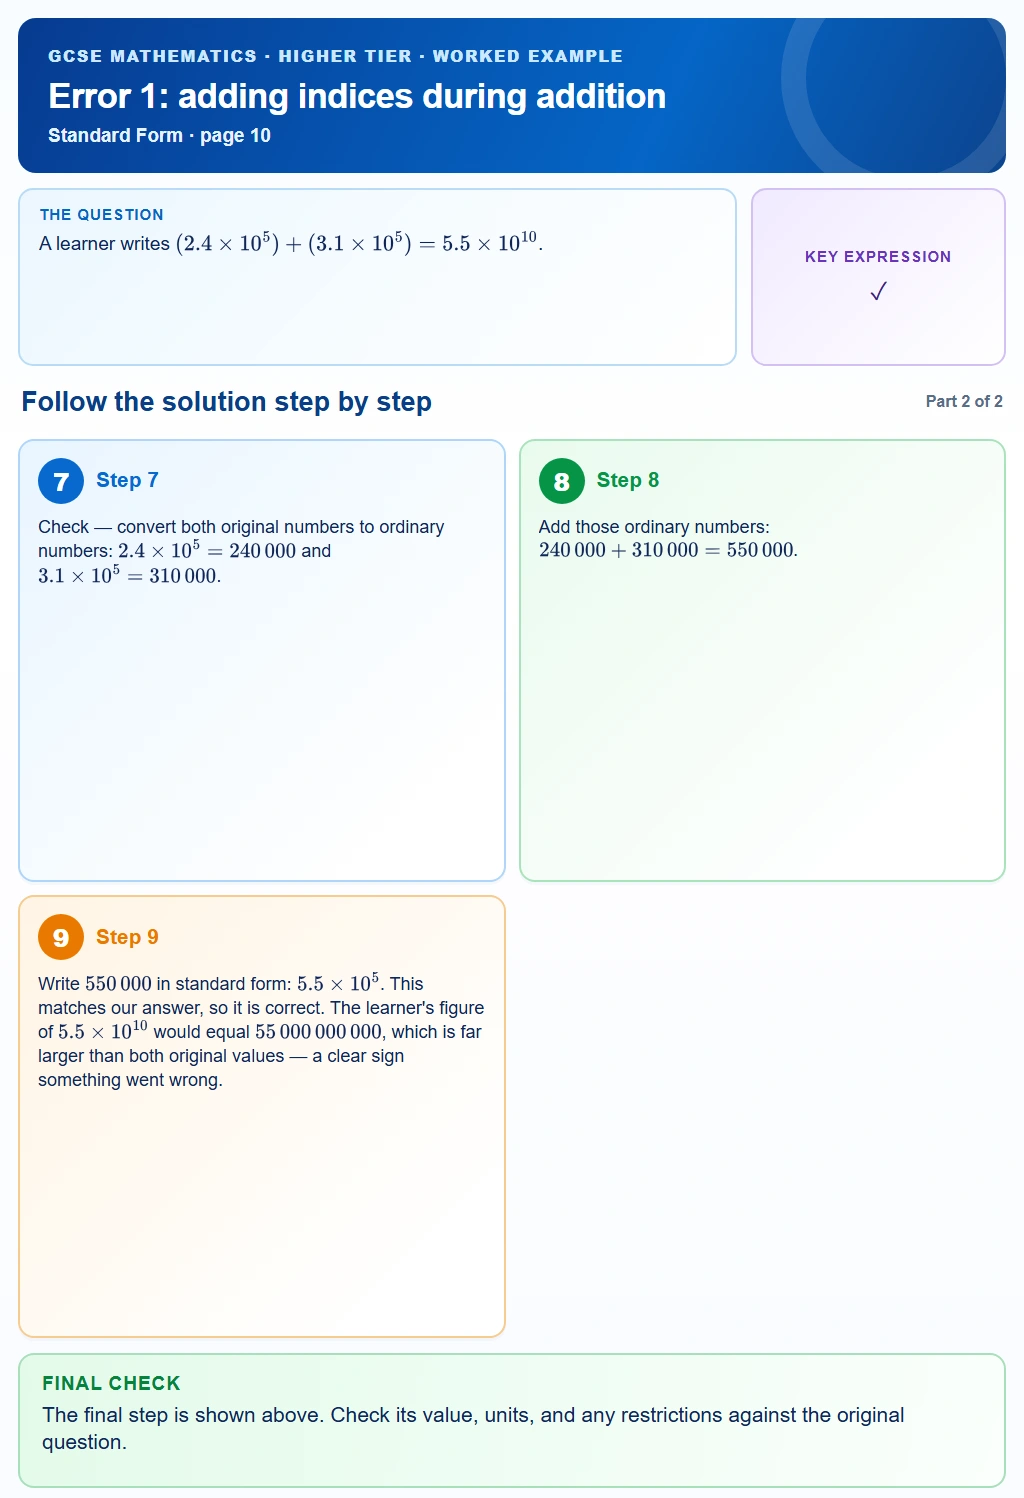 GCSE MATHEMATICS · HIGHER TIER · WORKED EXAMPLE
Error 1: adding indices during addition
Standard Form · page 10
THE QUESTION
A learner writes (2.4 × 10⁵) + (3.1 × 10⁵) = 5.5 × 10¹⁰.
KEY EXPRESSION
✓
Follow the solution step by step
Part 2 of 2
7 Step 7
Check — convert both original numbers to ordinary
numbers: 2.4 × 10⁵ = 240 000 and
3.1 × 10⁵ = 310 000.
8 Step 8
Add those ordinary numbers:
240 000 + 310 000 = 550 000.
9 Step 9
Write 550 000 in standard form: 5.5 × 10⁵. This
matches our answer, so it is correct. The learner's figure
of 5.5 × 10¹⁰ would equal 55 000 000 000, which is far
larger than both original values — a clear sign
something went wrong.
FINAL CHECK
The final step is shown above. Check its value, units, and any restrictions against the original
question.